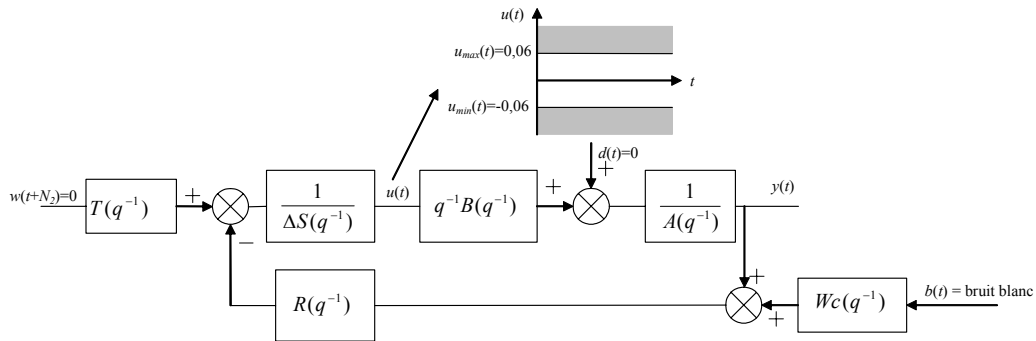 u(t)
u_max(t)=0,06
t
u_min(t)=-0,06
d(t)=0
+
w(t+N₂)=0
T(q⁻¹)
+
−
1
ΔS(q⁻¹)
u(t)
q⁻¹B(q⁻¹)
+
1
A(q⁻¹)
y(t)
R(q⁻¹)
+
+
Wc(q⁻¹)
b(t) = bruit blanc